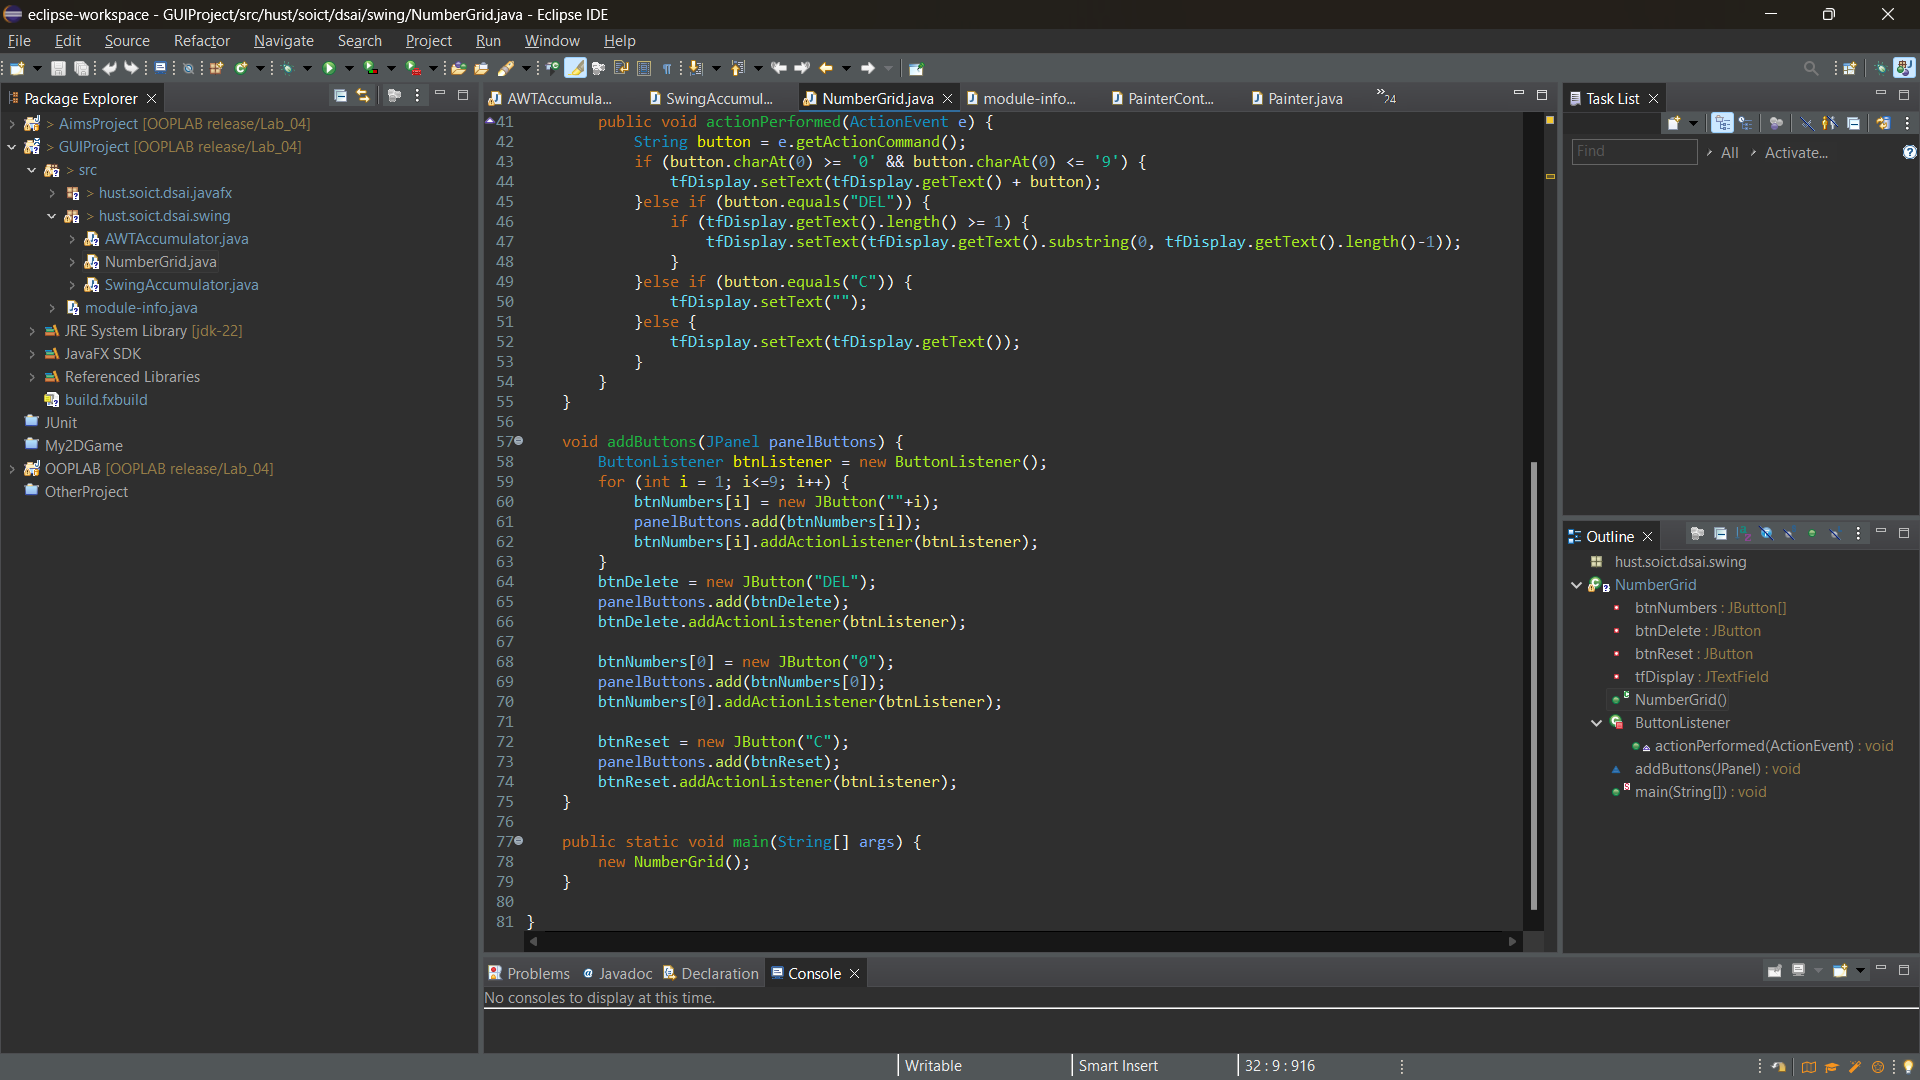 eclipse-workspace - GUIProject/src/hust/soict/dsai/swing/NumberGrid.java - Eclipse IDE
File Edit Source Refactor Navigate Search Project Run Window Help
Package Explorer
> AimsProject [OOPLAB release/Lab_04]
> GUIProject [OOPLAB release/Lab_04]
> src
> hust.soict.dsai.javafx
> hust.soict.dsai.swing
AWTAccumulator.java
NumberGrid.java
SwingAccumulator.java
module-info.java
JRE System Library [jdk-22]
JavaFX SDK
Referenced Libraries
build.fxbuild
JUnit
My2DGame
OOPLAB [OOPLAB release/Lab_04]
OtherProject
AWTAccumula... SwingAccumul... NumberGrid.java module-info... PainterCont... Painter.java »24
41 public void actionPerformed(ActionEvent e) {
42 String button = e.getActionCommand();
43 if (button.charAt(0) >= '0' && button.charAt(0) <= '9') {
44 tfDisplay.setText(tfDisplay.getText() + button);
45 }else if (button.equals("DEL")) {
46 if (tfDisplay.getText().length() >= 1) {
47 tfDisplay.setText(tfDisplay.getText().substring(0, tfDisplay.getText().length()-1));
48 }
49 }else if (button.equals("C")) {
50 tfDisplay.setText("");
51 }else {
52 tfDisplay.setText(tfDisplay.getText());
53 }
54 }
55 }
56
57 void addButtons(JPanel panelButtons) {
58 ButtonListener btnListener = new ButtonListener();
59 for (int i = 1; i<=9; i++) {
60 btnNumbers[i] = new JButton(""+i);
61 panelButtons.add(btnNumbers[i]);
62 btnNumbers[i].addActionListener(btnListener);
63 }
64 btnDelete = new JButton("DEL");
65 panelButtons.add(btnDelete);
66 btnDelete.addActionListener(btnListener);
67
68 btnNumbers[0] = new JButton("0");
69 panelButtons.add(btnNumbers[0]);
70 btnNumbers[0].addActionListener(btnListener);
71
72 btnReset = new JButton("C");
73 panelButtons.add(btnReset);
74 btnReset.addActionListener(btnListener);
75 }
76
77 public static void main(String[] args) {
78 new NumberGrid();
79 }
80
81 }
Task List
Find All Activate...
Outline
hust.soict.dsai.swing
NumberGrid
btnNumbers : JButton[]
btnDelete : JButton
btnReset : JButton
tfDisplay : JTextField
NumberGrid()
ButtonListener
actionPerformed(ActionEvent) : void
addButtons(JPanel) : void
main(String[]) : void
Problems Javadoc Declaration Console
No consoles to display at this time.
Writable Smart Insert 32 : 9 : 916